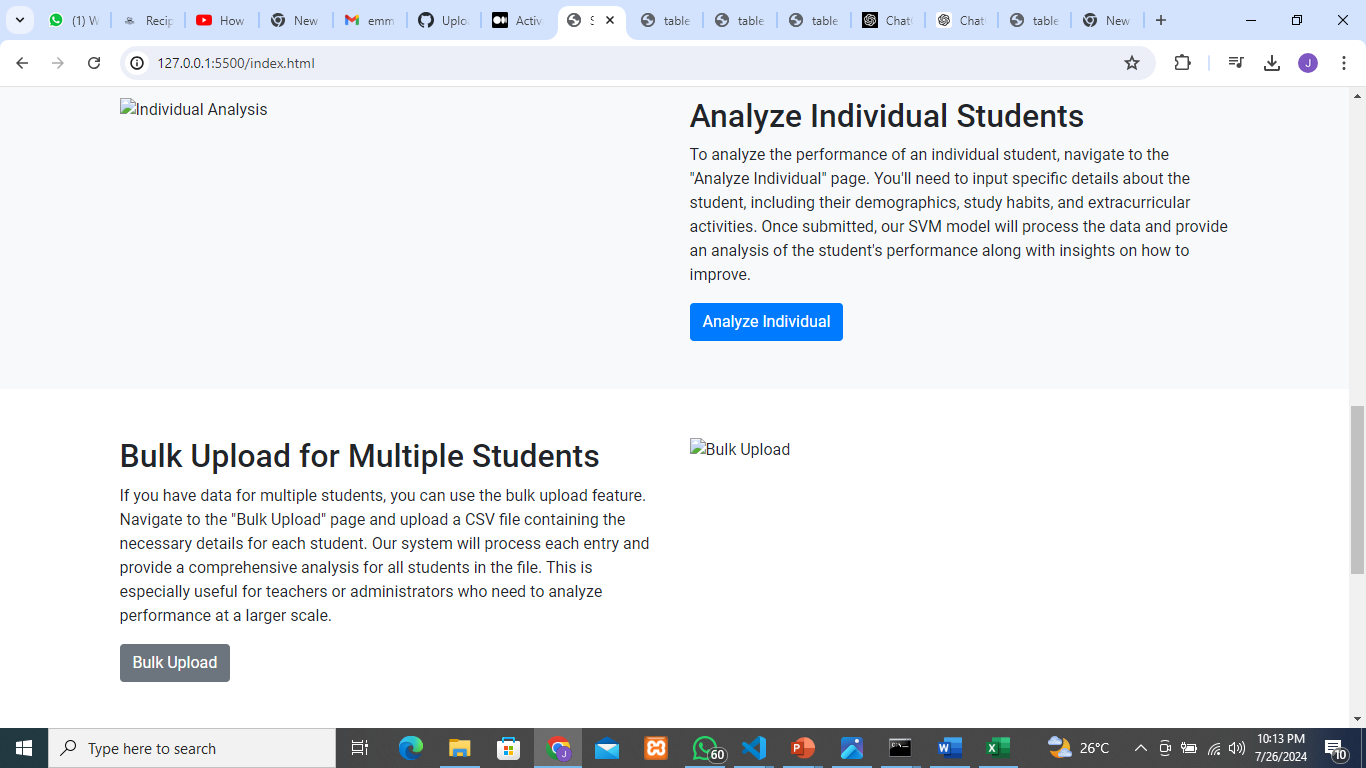 (1) W
Recip
How
New
emm
Uploa
Activa
S
table
table
table
Chat
Chat
table
New
127.0.0.1:5500/index.html
J
Individual Analysis
Analyze Individual Students
To analyze the performance of an individual student, navigate to the
"Analyze Individual" page. You'll need to input specific details about the
student, including their demographics, study habits, and extracurricular
activities. Once submitted, our SVM model will process the data and provide
an analysis of the student's performance along with insights on how to
improve.
Analyze Individual
Bulk Upload for Multiple Students
If you have data for multiple students, you can use the bulk upload feature.
Navigate to the "Bulk Upload" page and upload a CSV file containing the
necessary details for each student. Our system will process each entry and
provide a comprehensive analysis for all students in the file. This is
especially useful for teachers or administrators who need to analyze
performance at a larger scale.
Bulk Upload
Bulk Upload
Type here to search
J
60
26°C
10:13 PM
7/26/2024
10